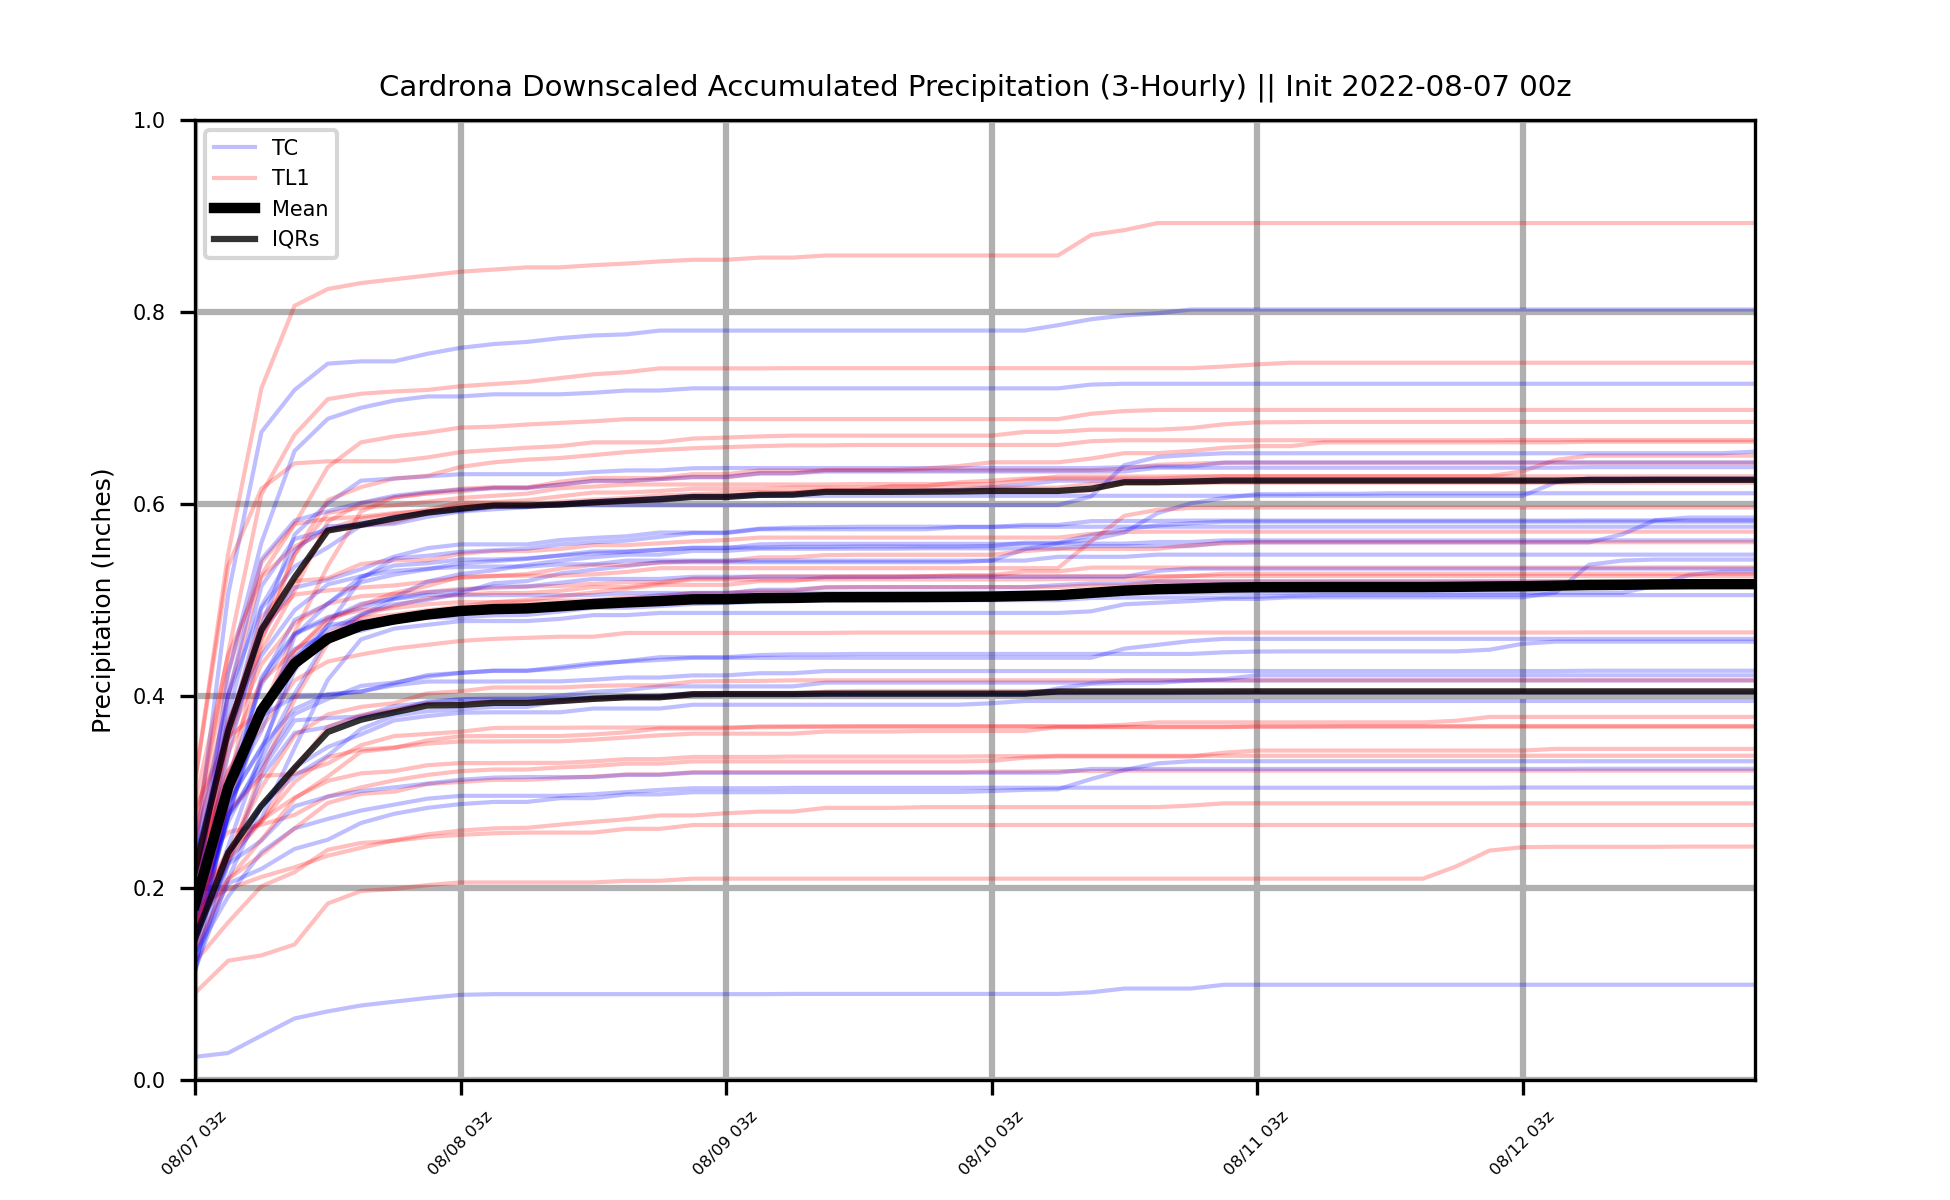 Cardrona Downscaled Accumulated Precipitation (3-Hourly) || Init 2022-08-07 00z
TC
TL1
Mean
IQRs
Precipitation (Inches)
1.0
0.8
0.6
0.4
0.2
0.0
08/07 03z
08/08 03z
08/09 03z
08/10 03z
08/11 03z
08/12 03z